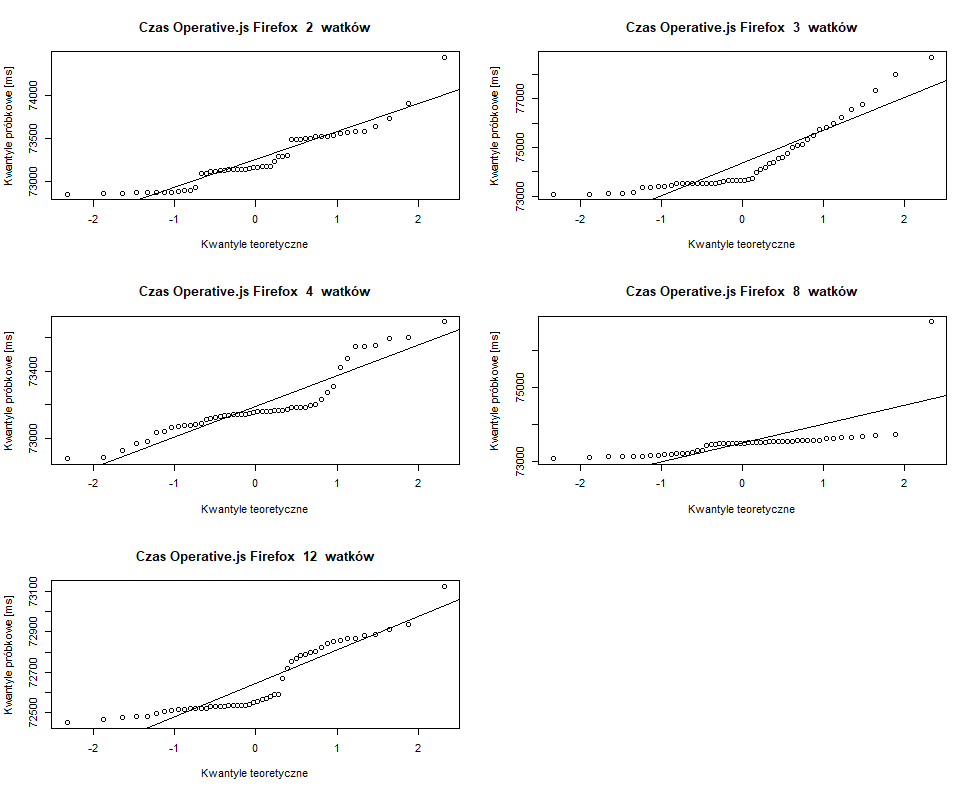 Czas Operative.js Firefox 2 watków
Kwantyle próbkowe [ms]
73000 73500 74000
-2 -1 0 1 2
Kwantyle teoretyczne
Czas Operative.js Firefox 3 watków
Kwantyle próbkowe [ms]
73000 75000 77000
-2 -1 0 1 2
Kwantyle teoretyczne
Czas Operative.js Firefox 4 watków
Kwantyle próbkowe [ms]
73000 73400
-2 -1 0 1 2
Kwantyle teoretyczne
Czas Operative.js Firefox 8 watków
Kwantyle próbkowe [ms]
73000 75000
-2 -1 0 1 2
Kwantyle teoretyczne
Czas Operative.js Firefox 12 watków
Kwantyle próbkowe [ms]
72500 72700 72900 73100
-2 -1 0 1 2
Kwantyle teoretyczne